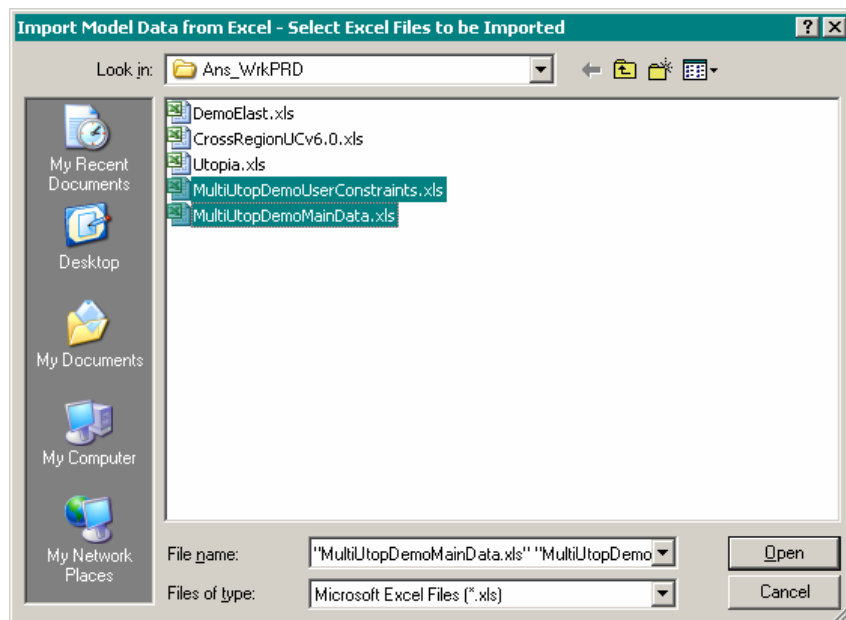 Import Model Data from Excel - Select Excel Files to be Imported
Look in:
Ans_WrkPRD
My Recent
Documents
Desktop
My Documents
My Computer
My Network
Places
DemoElast.xls
CrossRegionUCv6.0.xls
Utopia.xls
MultiUtopDemoUserConstraints.xls
MultiUtopDemoMainData.xls
File name:
"MultiUtopDemoMainData.xls" "MultiUtopDemo
Open
Files of type:
Microsoft Excel Files (*.xls)
Cancel